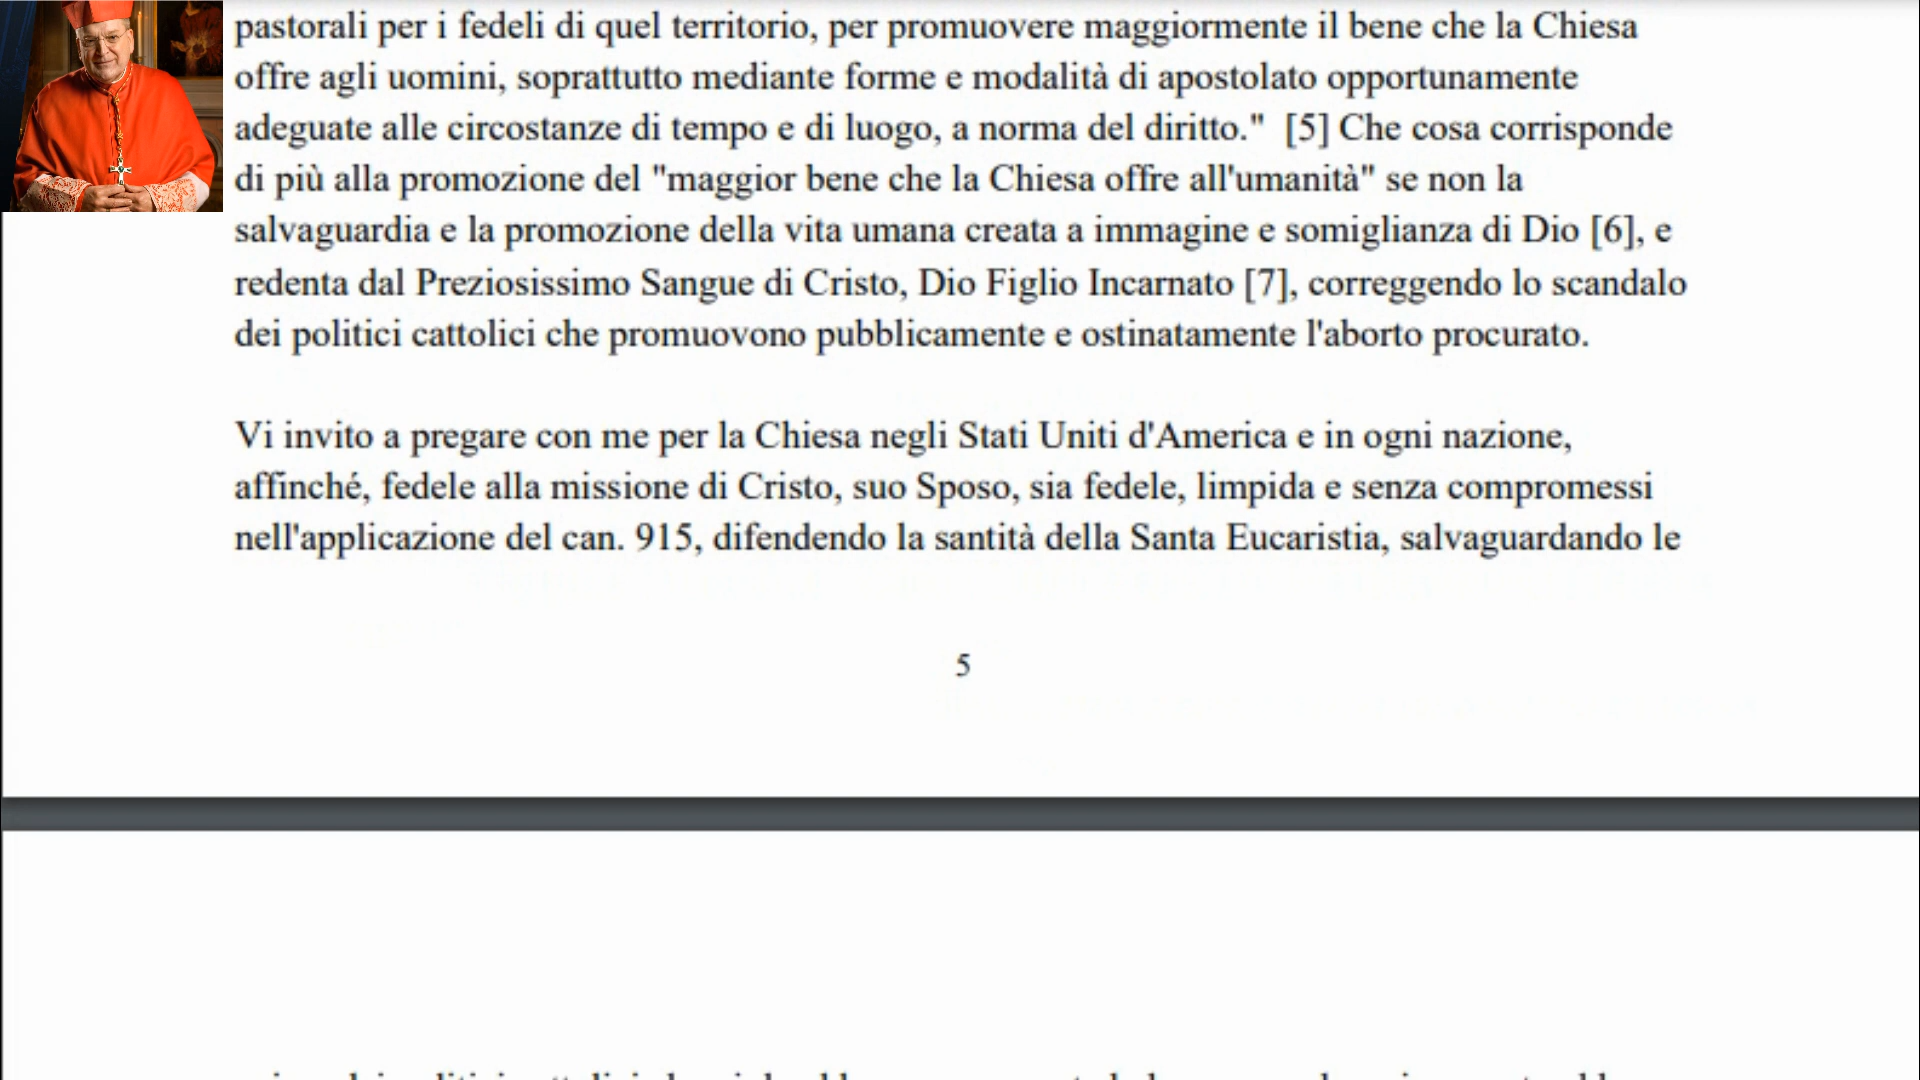 pastorali per i fedeli di quel territorio, per promuovere maggiormente il bene che la Chiesa
offre agli uomini, soprattutto mediante forme e modalità di apostolato opportunamente
adeguate alle circostanze di tempo e di luogo, a norma del diritto."  [5] Che cosa corrisponde
di più alla promozione del "maggior bene che la Chiesa offre all'umanità" se non la
salvaguardia e la promozione della vita umana creata a immagine e somiglianza di Dio [6], e
redenta dal Preziosissimo Sangue di Cristo, Dio Figlio Incarnato [7], correggendo lo scandalo
dei politici cattolici che promuovono pubblicamente e ostinatamente l'aborto procurato.
Vi invito a pregare con me per la Chiesa negli Stati Uniti d'America e in ogni nazione,
affinché, fedele alla missione di Cristo, suo Sposo, sia fedele, limpida e senza compromessi
nell'applicazione del can. 915, difendendo la santità della Santa Eucaristia, salvaguardando le
5